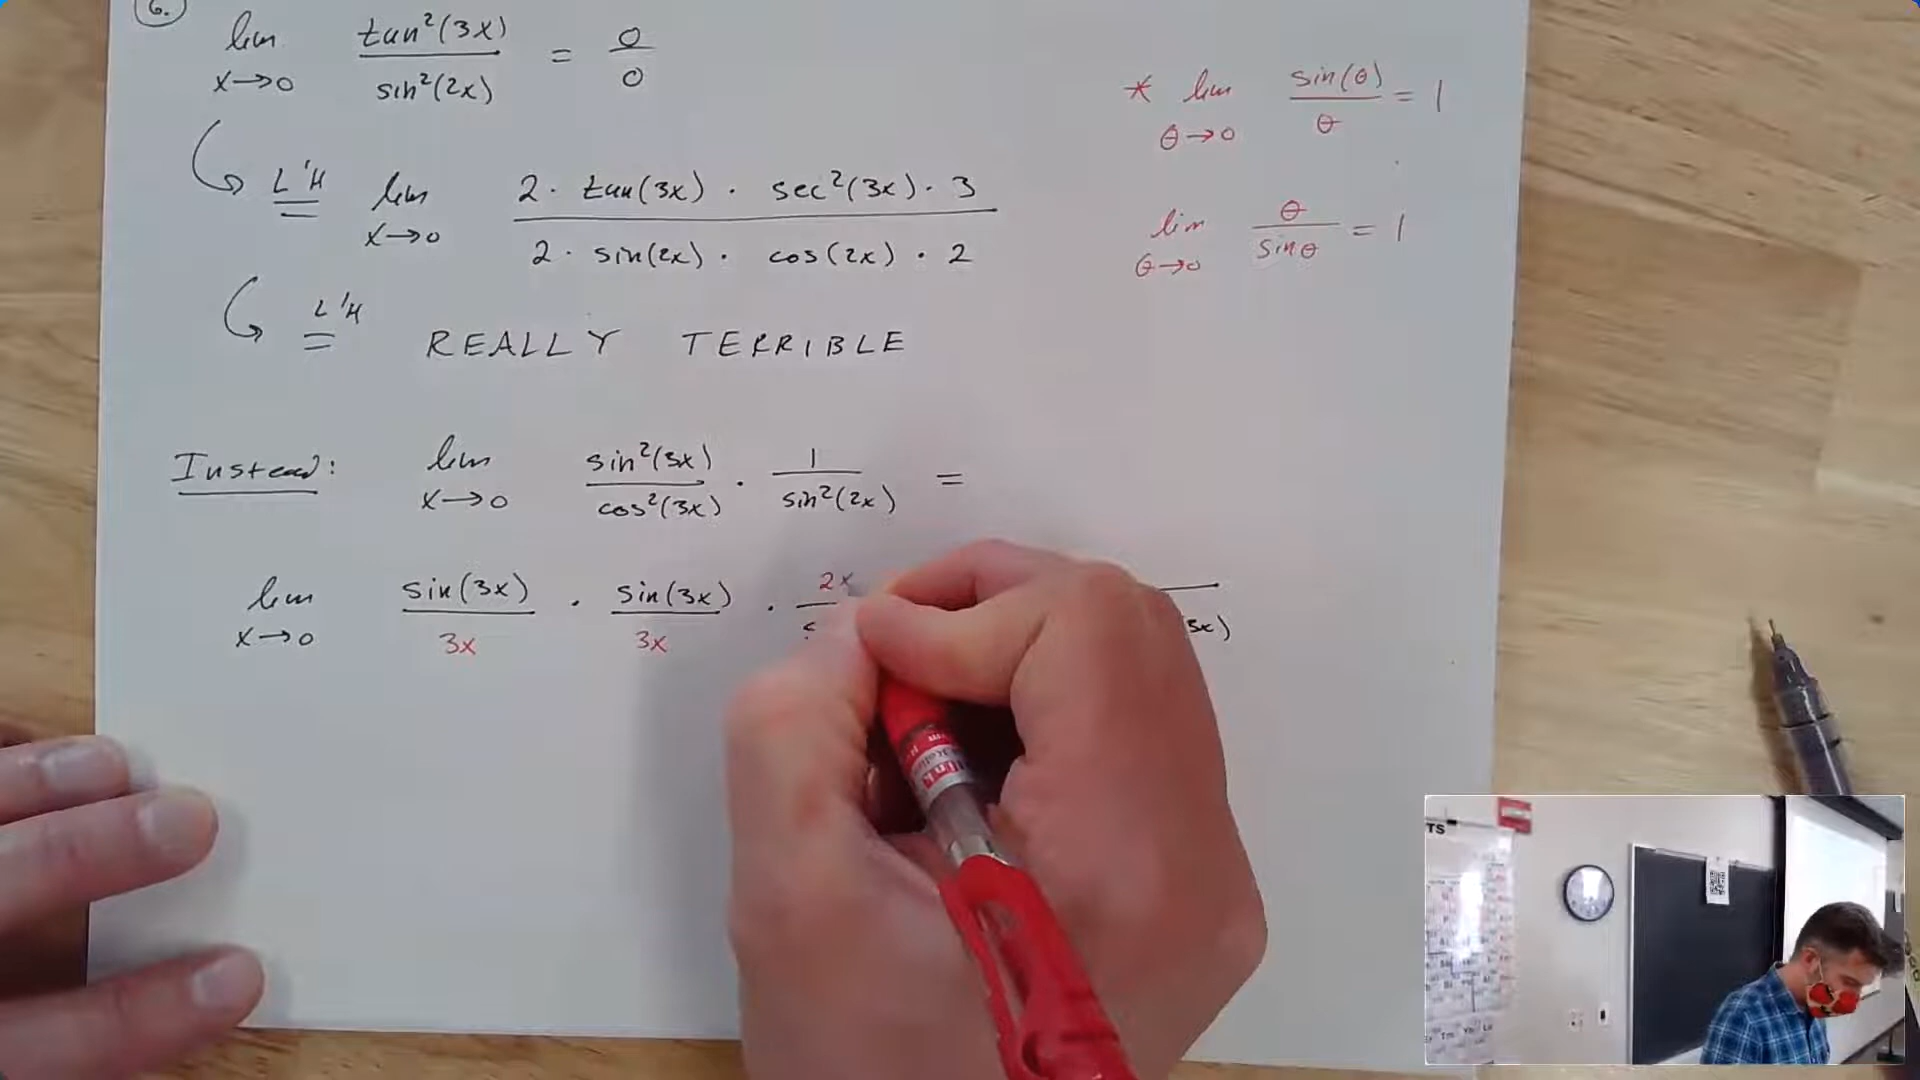 6.
lim x→0 tan²(3x) / sin²(2x) = 0/0
* lim θ→0 sin(θ) / θ = 1
L'H = lim x→0 2 · tan(3x) · sec²(3x) · 3 / 2 · sin(2x) · cos(2x) · 2
lim θ→0 θ / sinθ = 1
L'H = REALLY TERRIBLE
Instead: lim x→0 sin²(3x) / cos²(3x) · 1 / sin²(2x) =
lim x→0 sin(3x) / 3x · sin(3x) / 3x · 2x
3x)
TS